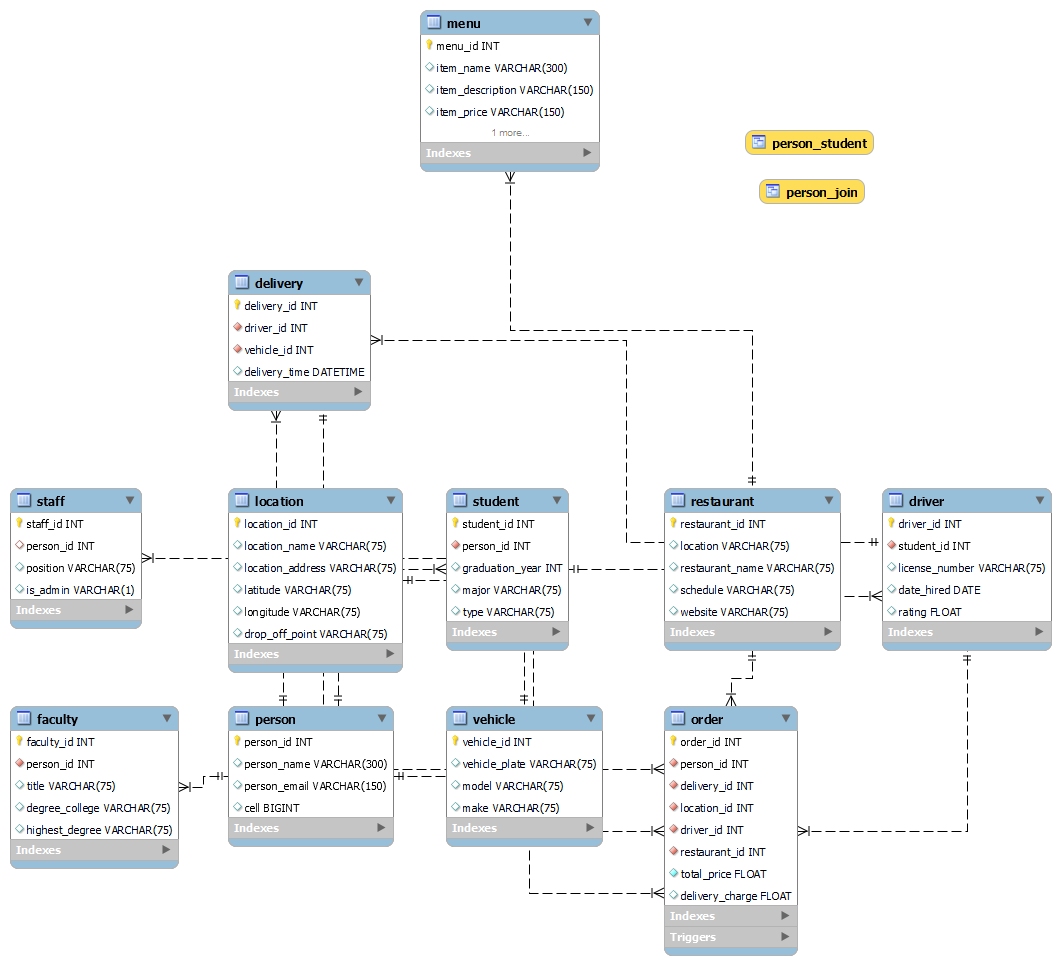 menu
menu_id INT
item_name VARCHAR(300)
item_description VARCHAR(150)
item_price VARCHAR(150)
1 more...
Indexes
person_student
person_join
delivery
delivery_id INT
driver_id INT
vehicle_id INT
delivery_time DATETIME
Indexes
staff
staff_id INT
person_id INT
position VARCHAR(75)
is_admin VARCHAR(1)
Indexes
location
location_id INT
location_name VARCHAR(75)
location_address VARCHAR(75)
latitude VARCHAR(75)
longitude VARCHAR(75)
drop_off_point VARCHAR(75)
Indexes
student
student_id INT
person_id INT
graduation_year INT
major VARCHAR(75)
type VARCHAR(75)
Indexes
restaurant
restaurant_id INT
location VARCHAR(75)
restaurant_name VARCHAR(75)
schedule VARCHAR(75)
website VARCHAR(75)
Indexes
driver
driver_id INT
student_id INT
license_number VARCHAR(75)
date_hired DATE
rating FLOAT
Indexes
faculty
faculty_id INT
person_id INT
title VARCHAR(75)
degree_college VARCHAR(75)
highest_degree VARCHAR(75)
Indexes
person
person_id INT
person_name VARCHAR(300)
person_email VARCHAR(150)
cell BIGINT
Indexes
vehicle
vehicle_id INT
vehicle_plate VARCHAR(75)
model VARCHAR(75)
make VARCHAR(75)
Indexes
order
order_id INT
person_id INT
delivery_id INT
location_id INT
driver_id INT
restaurant_id INT
total_price FLOAT
delivery_charge FLOAT
Indexes
Triggers